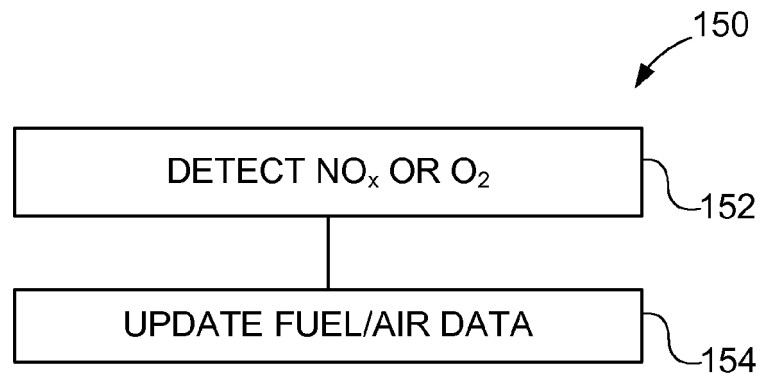 150
DETECT NOₓ OR O₂
152
UPDATE FUEL/AIR DATA
154